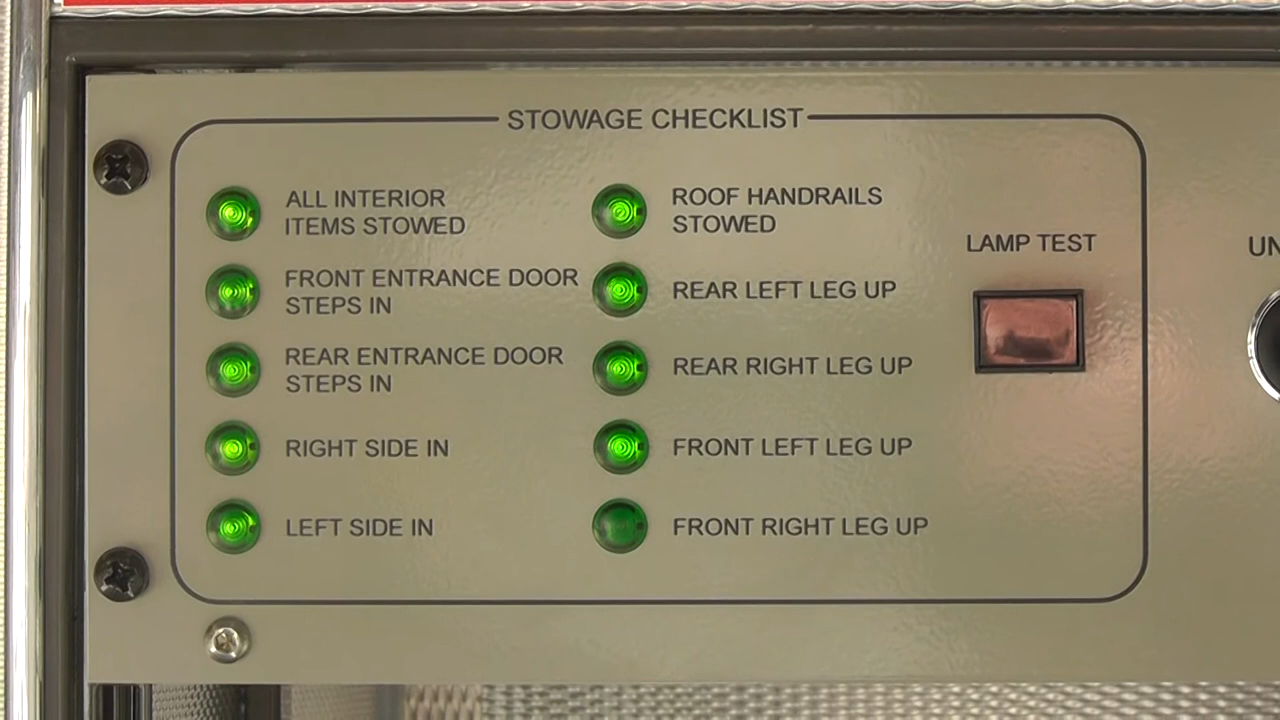 STOWAGE CHECKLIST
ALL INTERIOR
ITEMS STOWED
FRONT ENTRANCE DOOR
STEPS IN
REAR ENTRANCE DOOR
STEPS IN
RIGHT SIDE IN
LEFT SIDE IN
ROOF HANDRAILS
STOWED
REAR LEFT LEG UP
REAR RIGHT LEG UP
FRONT LEFT LEG UP
FRONT RIGHT LEG UP
LAMP TEST